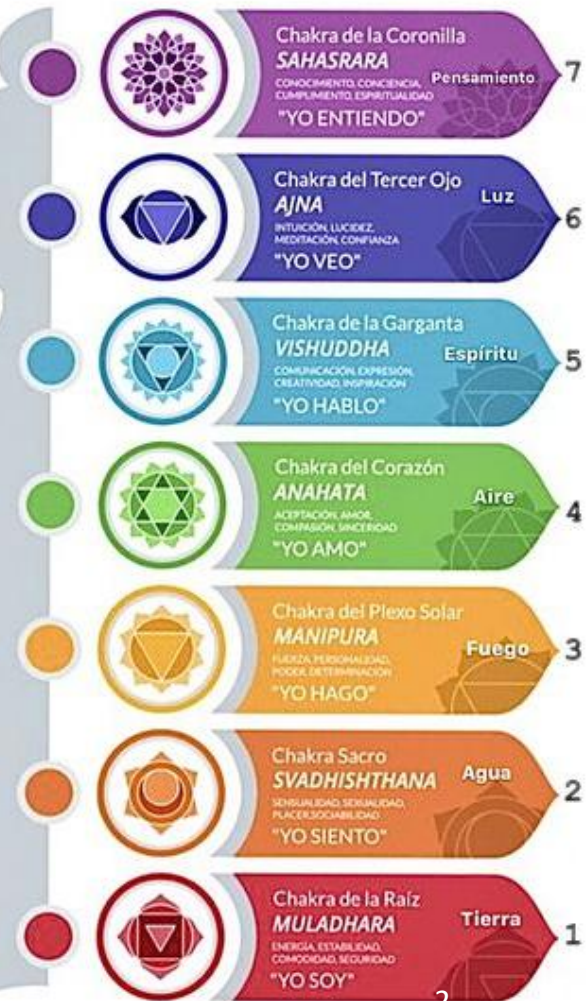 Chakra de la Coronilla
SAHASRARA
CONOCIMIENTO, CONCIENCIA,
CUMPLIMIENTO, ESPIRITUALIDAD
"YO ENTIENDO"
Pensamiento
7
Chakra del Tercer Ojo
AJNA
INTUICIÓN, LUCIDEZ,
MEDITACIÓN, CONFIANZA
"YO VEO"
Luz
6
Chakra de la Garganta
VISHUDDHA
COMUNICACIÓN, EXPRESIÓN,
CREATIVIDAD, INSPIRACIÓN
"YO HABLO"
Espíritu
5
Chakra del Corazón
ANAHATA
ACEPTACIÓN, AMOR,
COMPASIÓN, SINCERIDAD
"YO AMO"
Aire
4
Chakra del Plexo Solar
MANIPURA
FUERZA, PERSONALIDAD,
PODER, DETERMINACIÓN
"YO HAGO"
Fuego
3
Chakra Sacro
SVADHISHTHANA
SENSUALIDAD, SEXUALIDAD,
PLACER,SOCIABILIDAD
"YO SIENTO"
Agua
2
Chakra de la Raíz
MULADHARA
ENERGÍA, ESTABILIDAD,
COMODIDAD, SEGURIDAD
"YO SOY"
Tierra
1
2